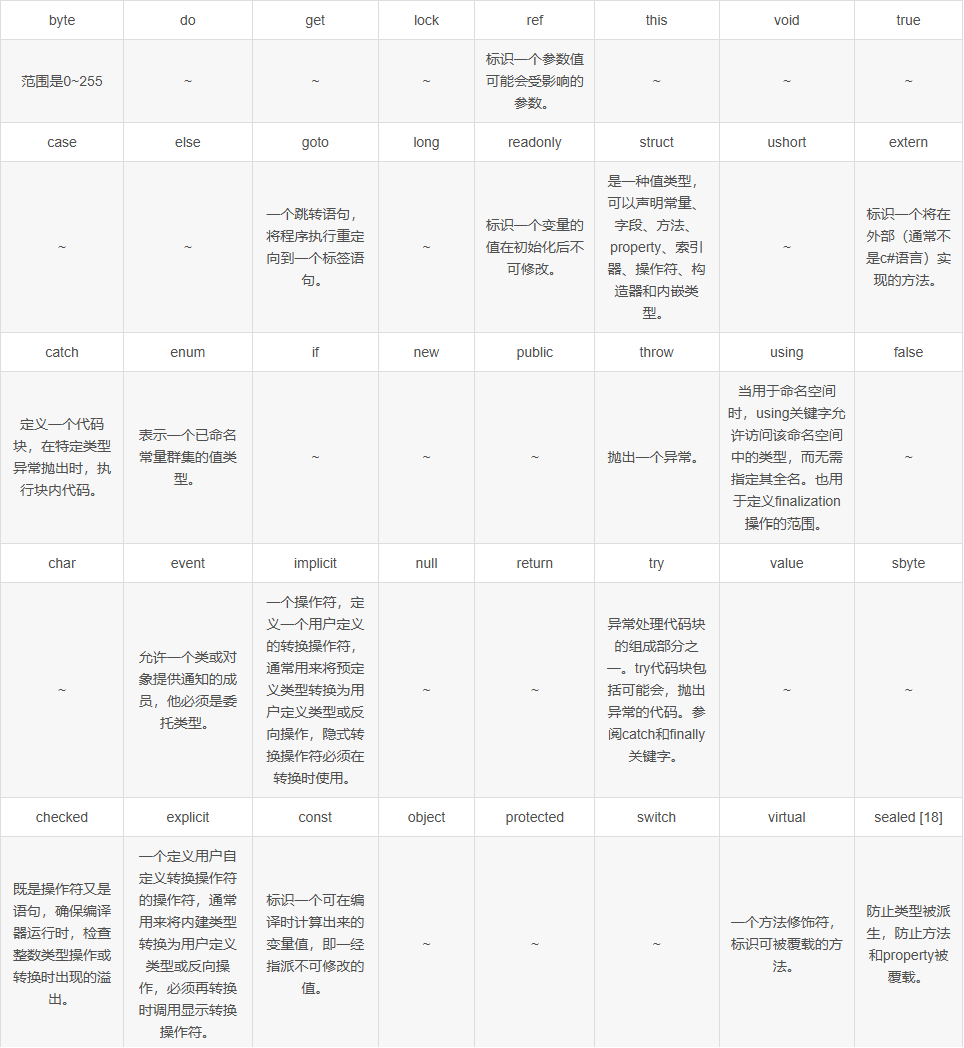 byte do get lock ref this void true
范围是0~255 ~ ~ ~ 标识一个参数值
可能会受影响的
参数。 ~ ~ ~
case else goto long readonly struct ushort extern
~ ~ 一个跳转语句，
将程序执行重定
向到一个标签语
句。 ~ 标识一个变量的
值在初始化后不
可修改。 是一种值类型，
可以声明常量、
字段、方法、
property、索引
器、操作符、构
造器和内嵌类
型。 ~ 标识一个将在
外部（通常不
是c#语言）实
现的方法。
catch enum if new public throw using false
定义一个代码
块，在特定类型
异常抛出时，执
行块内代码。 表示一个已命名
常量群集的值类
型。 ~ ~ ~ 抛出一个异常。 当用于命名空间
时，using关键字允
许访问该命名空间
中的类型，而无需
指定其全名。也用
于定义finalization
操作的范围。 ~
char event implicit null return try value sbyte
~ 允许一个类或对
象提供通知的成
员，他必须是委
托类型。 一个操作符，定
义一个用户定义
的转换操作符，
通常用来将预定
义类型转换为用
户定义类型或反
向操作，隐式转
换操作符必须在
转换时使用。 ~ ~ 异常处理代码块
的组成部分之
一。try代码块包
括可能会，抛出
异常的代码。参
阅catch和finally
关键字。 ~ ~
checked explicit const object protected switch virtual sealed [18]
既是操作符又是
语句，确保编译
器运行时，检查
整数类型操作或
转换时出现的溢
出。 一个定义用户自
定义转换操作符
的操作符，通常
用来将内建类型
转换为用户定义
类型或反向操
作，必须再转换
时调用显示转换
操作符。 标识一个可在编
译时计算出来的
变量值，即一经
指派不可修改的
值。 ~ ~ ~ 一个方法修饰符，
标识可被覆载的方
法。 防止类型被派
生，防止方法
和property被
覆载。